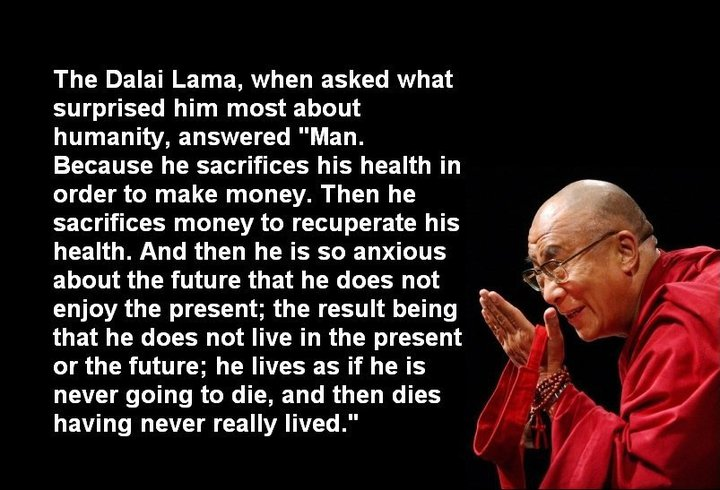 The Dalai Lama, when asked what
surprised him most about
humanity, answered "Man.
Because he sacrifices his health in
order to make money. Then he
sacrifices money to recuperate his
health. And then he is so anxious
about the future that he does not
enjoy the present; the result being
that he does not live in the present
or the future; he lives as if he is
never going to die, and then dies
having never really lived."